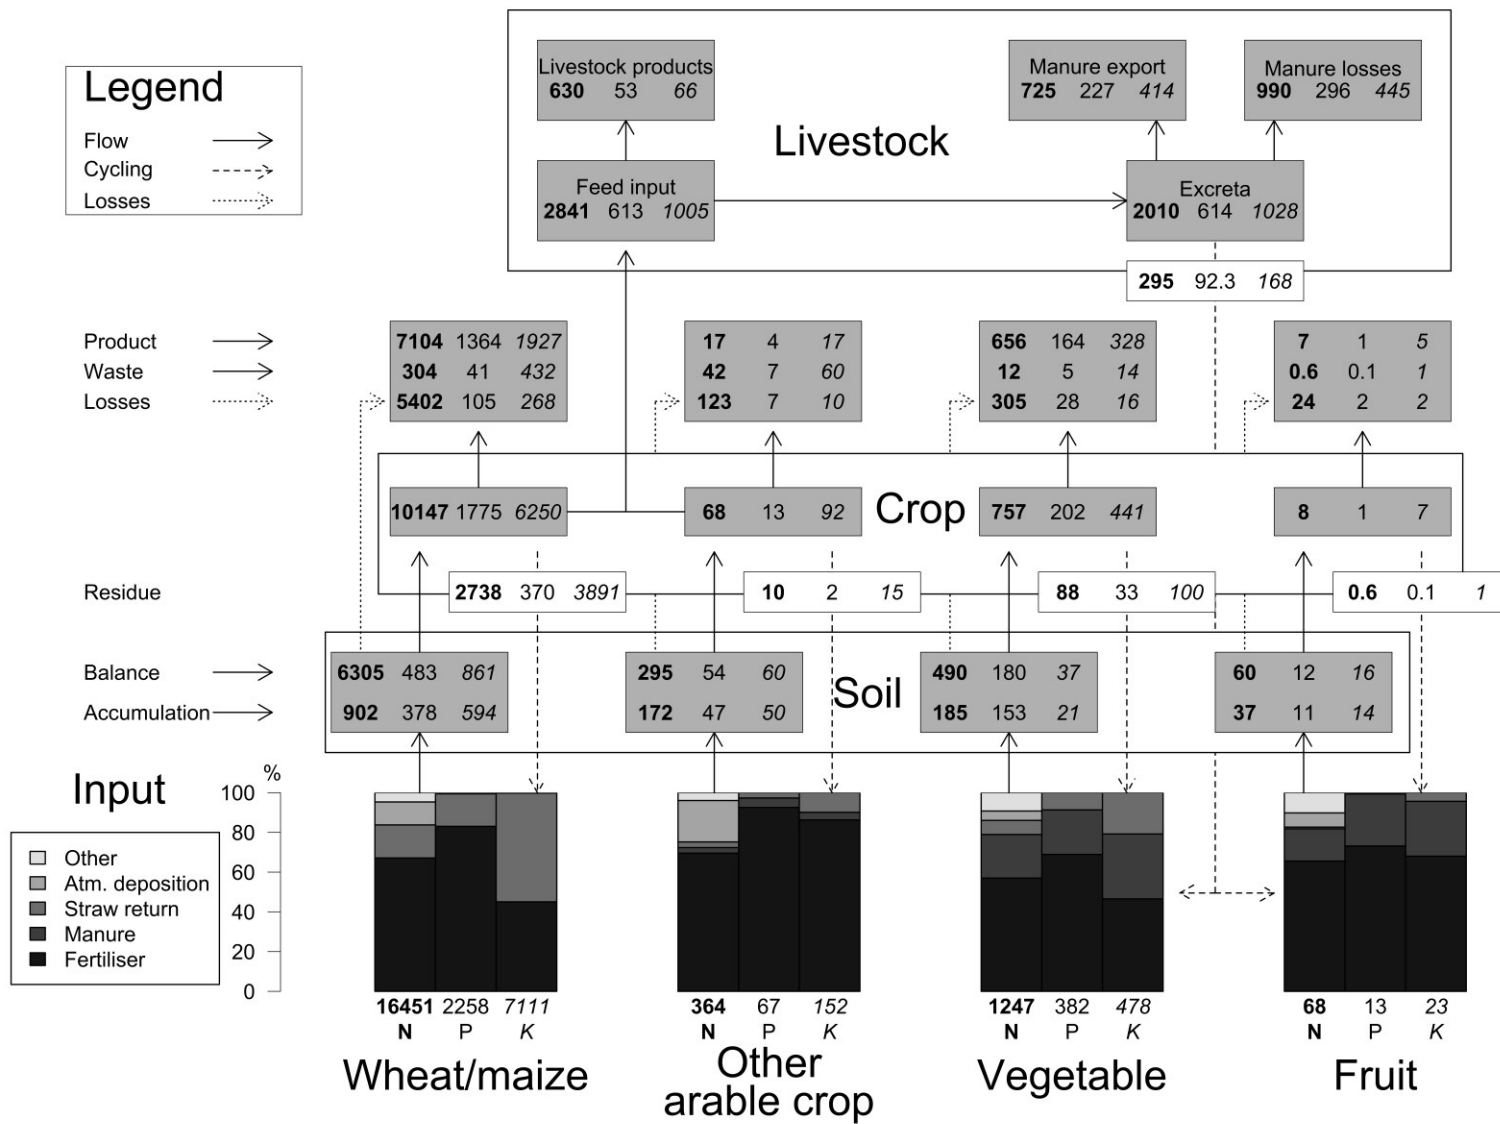 Legend
Flow
Cycling
Losses
Livestock products
630 53 66
Manure export
725 227 414
Manure losses
990 296 445
Livestock
Feed input
2841 613 1005
Excreta
2010 614 1028
295 92.3 168
Product
7104 1364 1927
17 4 17
656 164 328
7 1 5
Waste
304 41 432
42 7 60
12 5 14
0.6 0.1 1
Losses
5402 105 268
123 7 10
305 28 16
24 2 2
10147 1775 6250
68 13 92
Crop
757 202 441
8 1 7
Residue
2738 370 3891
10 2 15
88 33 100
0.6 0.1 1
Balance
6305 483 861
295 54 60
490 180 37
60 12 16
Soil
Accumulation
902 378 594
172 47 50
185 153 21
37 11 14
Input
%
100
80
60
40
20
0
Other
Atm. deposition
Straw return
Manure
Fertiliser
16451 2258 7111
N P K
Wheat/maize
364 67 152
N P K
Other
arable crop
1247 382 478
N P K
Vegetable
68 13 23
N P K
Fruit